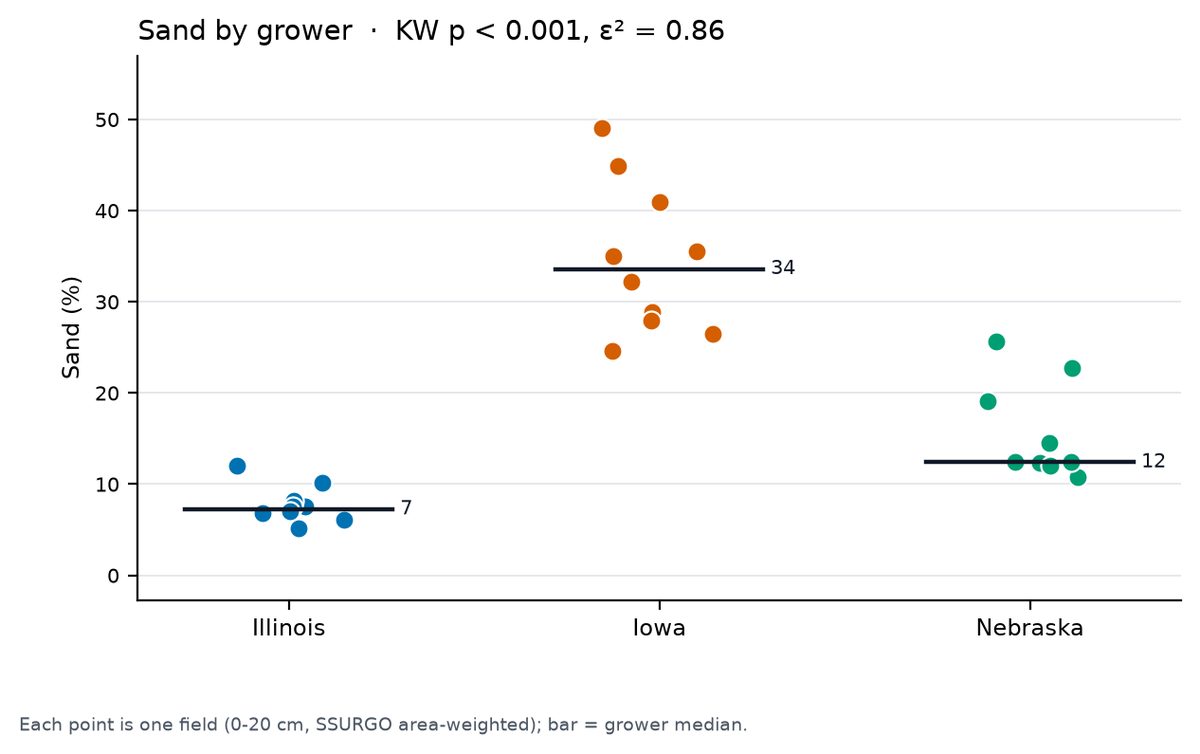 Sand by grower · KW p < 0.001, ε² = 0.86
Sand (%)
50
40
30
20
10
0
34
12
7
Illinois
Iowa
Nebraska
Each point is one field (0-20 cm, SSURGO area-weighted); bar = grower median.